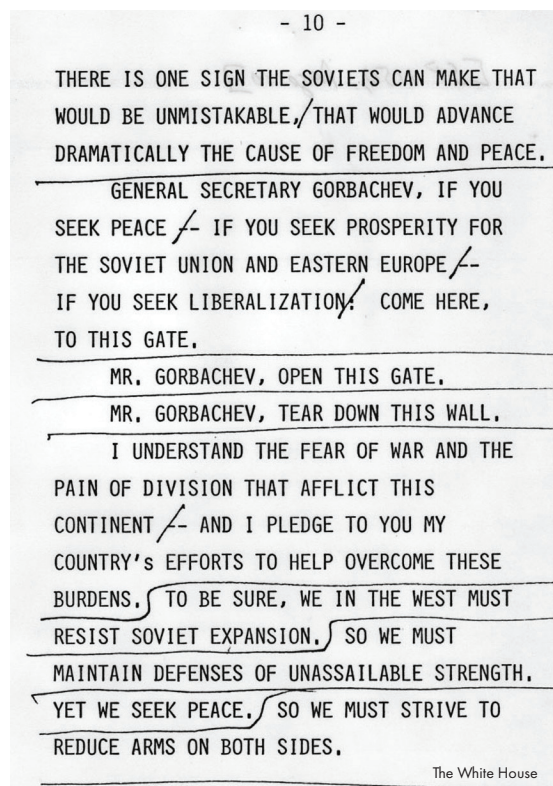 - 10 -
THERE IS ONE SIGN THE SOVIETS CAN MAKE THAT
WOULD BE UNMISTAKABLE, THAT WOULD ADVANCE
DRAMATICALLY THE CAUSE OF FREEDOM AND PEACE.
GENERAL SECRETARY GORBACHEV, IF YOU
SEEK PEACE -- IF YOU SEEK PROSPERITY FOR
THE SOVIET UNION AND EASTERN EUROPE --
IF YOU SEEK LIBERALIZATION: COME HERE,
TO THIS GATE.
MR. GORBACHEV, OPEN THIS GATE.
MR. GORBACHEV, TEAR DOWN THIS WALL.
I UNDERSTAND THE FEAR OF WAR AND THE
PAIN OF DIVISION THAT AFFLICT THIS
CONTINENT -- AND I PLEDGE TO YOU MY
COUNTRY's EFFORTS TO HELP OVERCOME THESE
BURDENS. TO BE SURE, WE IN THE WEST MUST
RESIST SOVIET EXPANSION. SO WE MUST
MAINTAIN DEFENSES OF UNASSAILABLE STRENGTH.
YET WE SEEK PEACE. SO WE MUST STRIVE TO
REDUCE ARMS ON BOTH SIDES.
The White House